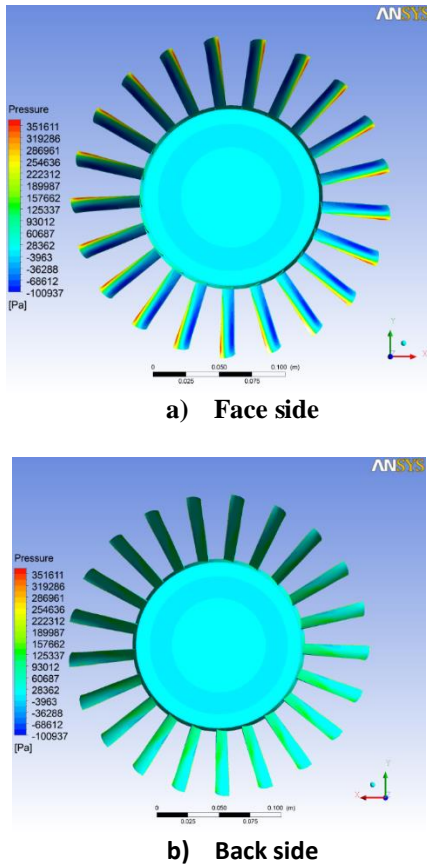 ANSYS
Pressure
351611
319286
286961
254636
222312
189987
157662
125337
93012
60687
28362
-3963
-36288
-68612
-100937
[Pa]
Y
X
Z
0 0.050 0.100 (m)
0.025 0.075
a) Face side
ANSYS
Pressure
351611
319286
286961
254636
222312
189987
157662
125337
93012
60687
28362
-3963
-36288
-68612
-100937
[Pa]
Y
X
Z
0 0.050 0.100 (m)
0.025 0.075
b) Back side